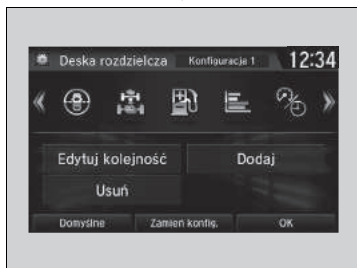 Deska rozdzielcza Konfiguracja 1 12:34
Edytuj kolejność Dodaj
Usuń
Domyślne Zamień konfig. OK